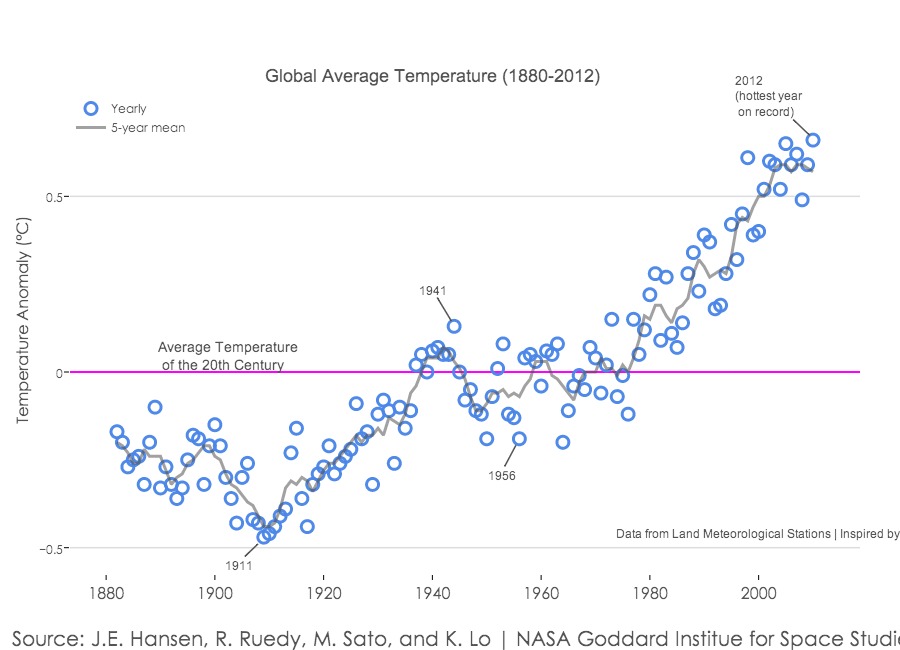 Global Average Temperature (1880-2012)
2012
(hottest year
on record)
Yearly
5-year mean
0.5
Temperature Anomaly (ºC)
1941
Average Temperature
of the 20th Century
0
1956
Data from Land Meteorological Stations | Inspired by
−0.5
1911
1880
1900
1920
1940
1960
1980
2000
Source: J.E. Hansen, R. Ruedy, M. Sato, and K. Lo | NASA Goddard Institue for Space Studie